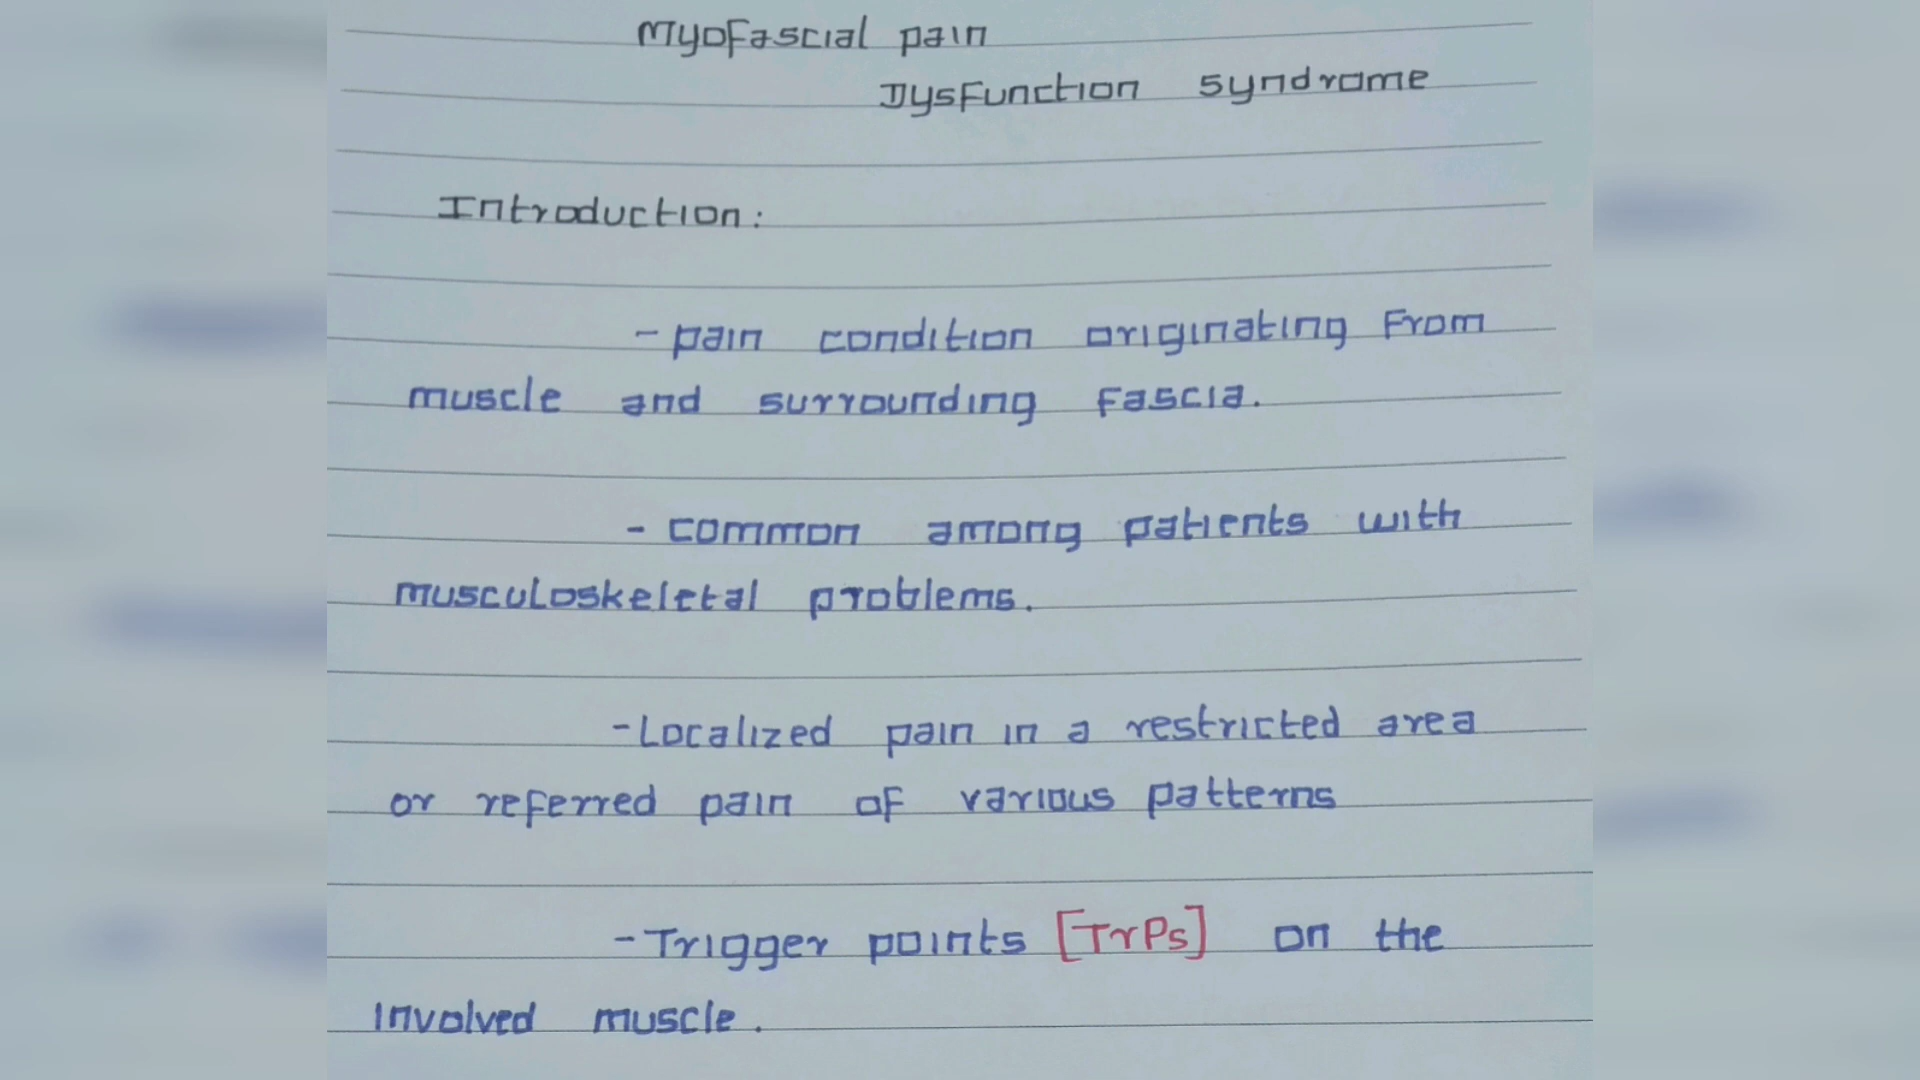 Myofascial pain
Dysfunction syndrome
Introduction:
- pain condition originating from
muscle and surrounding fascia.
- common among patients with
musculoskeletal problems.
- Localized pain in a restricted area
or referred pain of various patterns
- Trigger points [TrPs] on the
involved muscle.